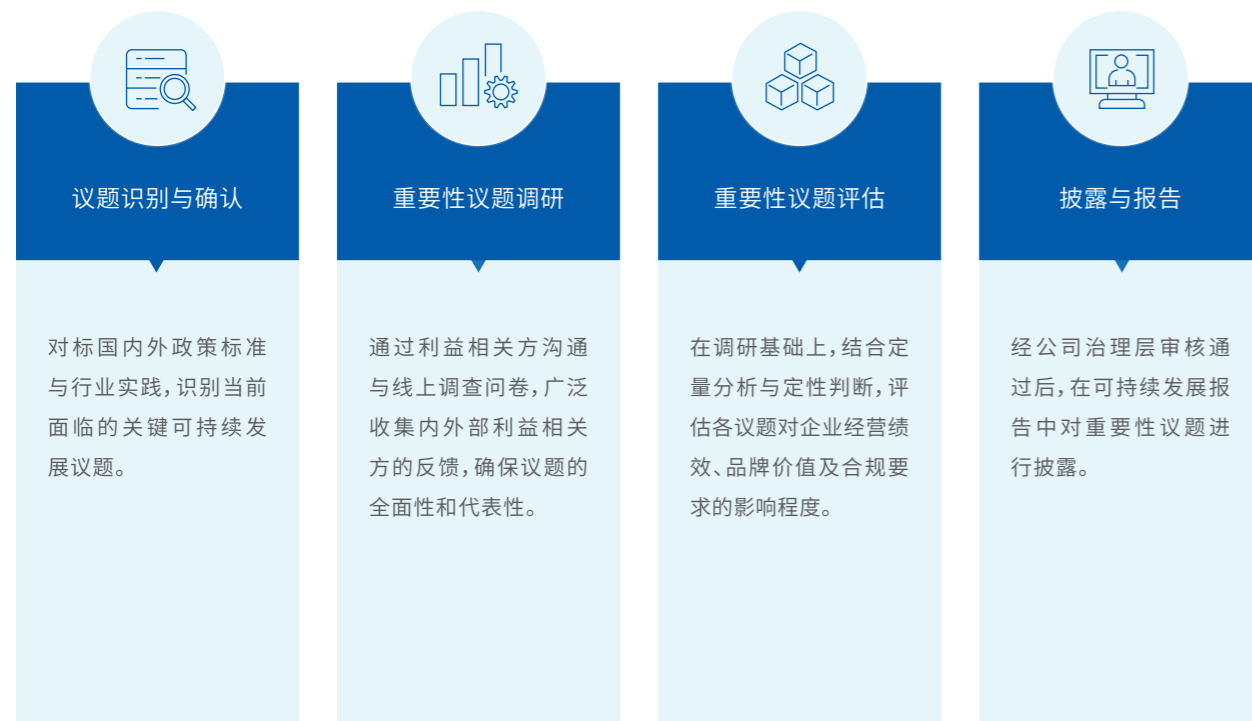 议题识别与确认
对标国内外政策标准
与行业实践，识别当前
面临的关键可持续发
展议题。
重要性议题调研
通过利益相关方沟通
与线上调查问卷，广泛
收集内外部利益相关
方的反馈，确保议题的
全面性和代表性。
重要性议题评估
在调研基础上，结合定
量分析与定性判断，评
估各议题对企业经营绩
效、品牌价值及合规要
求的影响程度。
披露与报告
经公司治理层审核通
过后，在可持续发展报
告中对重要性议题进
行披露。